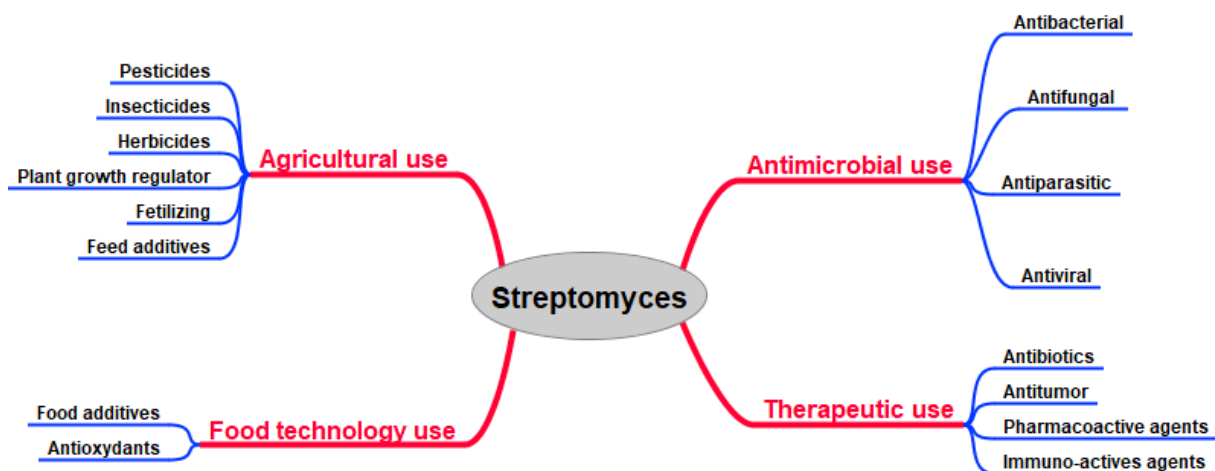 Streptomyces
Agricultural use
Pesticides
Insecticides
Herbicides
Plant growth regulator
Fetilizing
Feed additives
Food technology use
Food additives
Antioxydants
Antimicrobial use
Antibacterial
Antifungal
Antiparasitic
Antiviral
Therapeutic use
Antibiotics
Antitumor
Pharmacoactive agents
Immuno-actives agents